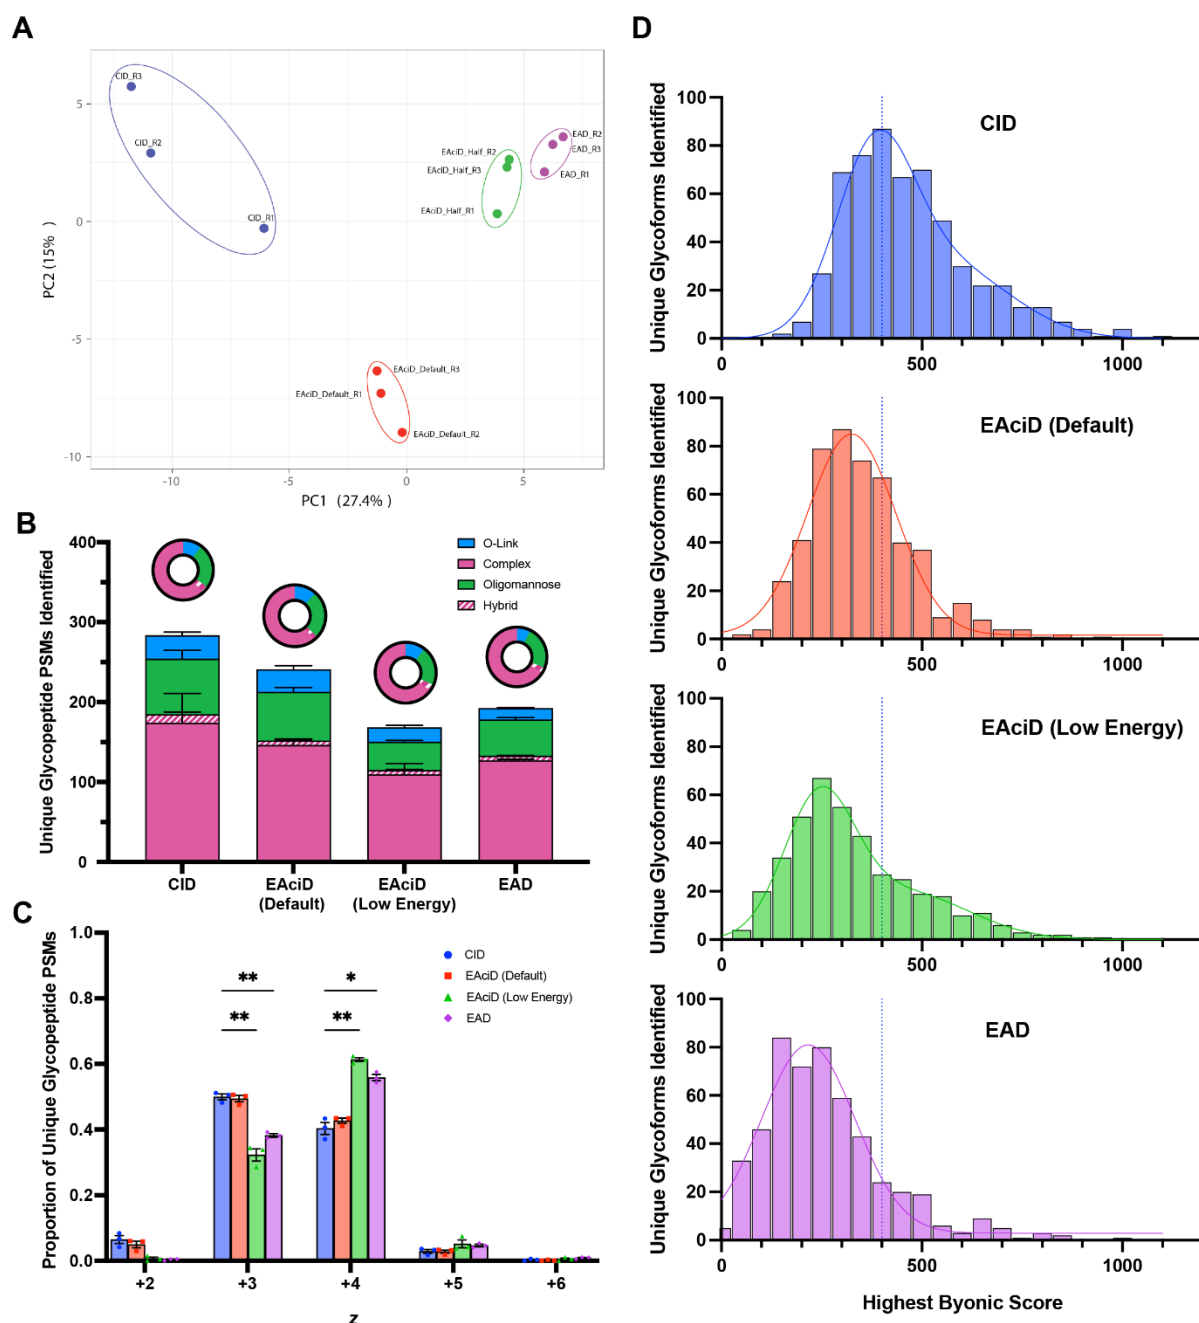 A
CID_R3
CID_R2
CID_R1
EAciD_Half_R2
EAciD_Half_R3
EAciD_Half_R1
EAD_R2
EAD_R3
EAD_R1
EAciD_Default_R3
EAciD_Default_R1
EAciD_Default_R2
5
0
-5
-10
PC2 (15%)
-10
-5
0
5
PC1 (27.4%)
B
400
300
200
100
0
Unique Glycopeptide PSMs Identified
O-Link
Complex
Oligomannose
Hybrid
CID
EAciD
(Default)
EAciD
(Low Energy)
EAD
C
1.0
0.8
0.6
0.4
0.2
0.0
Proportion of Unique Glycopeptide PSMs
CID
EAciD (Default)
EAciD (Low Energy)
EAD
**
**
*
**
+2
+3
+4
+5
+6
z
D
CID
100
80
60
40
20
0
Unique Glycoforms Identified
0
500
1000
EAciD (Default)
100
80
60
40
20
0
Unique Glycoforms Identified
0
500
1000
EAciD (Low Energy)
100
80
60
40
20
0
Unique Glycoforms Identified
0
500
1000
EAD
100
80
60
40
20
0
Unique Glycoforms Identified
0
500
1000
Highest Byonic Score